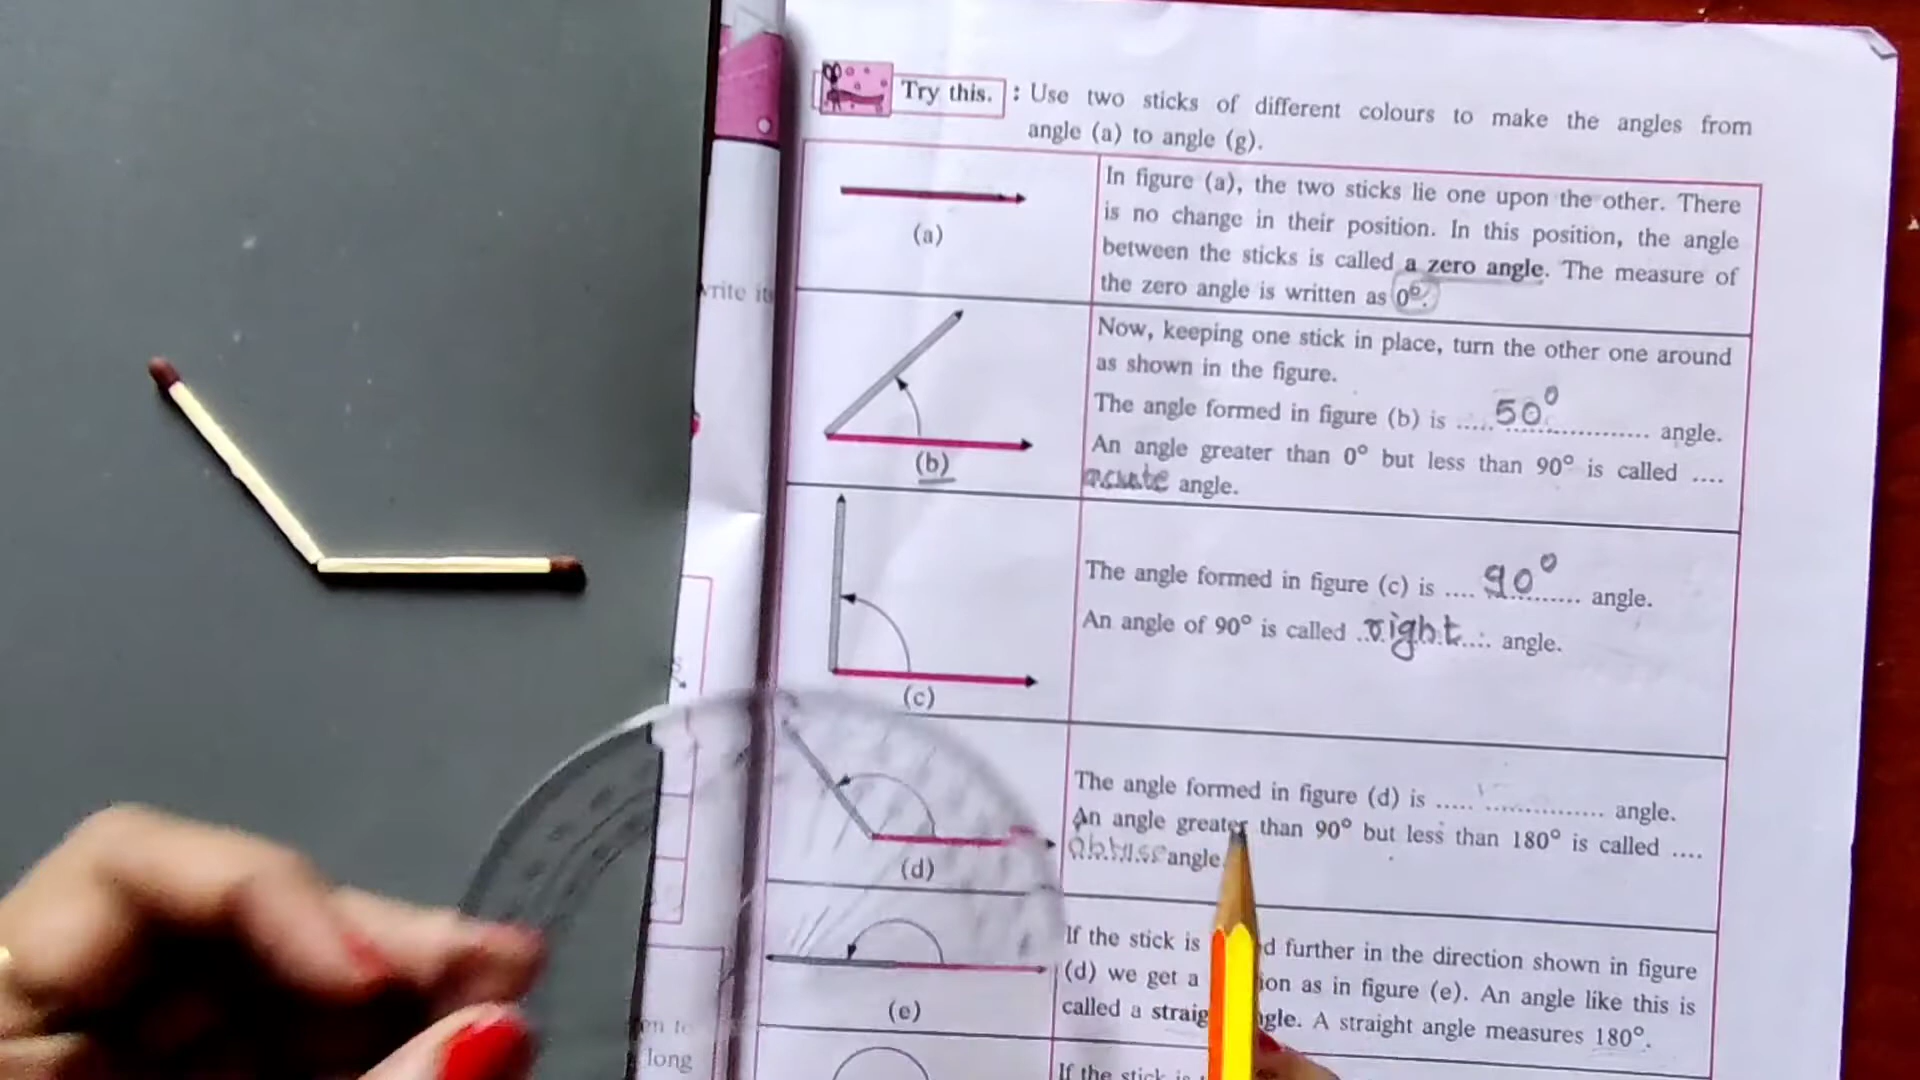 Try this. : Use two sticks of different colours to make the angles from
angle (a) to angle (g).
(a)
In figure (a), the two sticks lie one upon the other. There
is no change in their position. In this position, the angle
between the sticks is called a zero angle. The measure of
the zero angle is written as 0°.
(b)
Now, keeping one stick in place, turn the other one around
as shown in the figure.
The angle formed in figure (b) is ..... 50° ............... angle.
An angle greater than 0° but less than 90° is called ....
acute angle.
(c)
The angle formed in figure (c) is .... 90° .......... angle.
An angle of 90° is called ..right.... angle.
(d)
The angle formed in figure (d) is ..... ............... angle.
An angle greater than 90° but less than 180° is called ....
obtuse angle.
(e)
If the stick is further in the direction shown in figure
(d) we get a as in figure (e). An angle like this is
called a A straight angle measures 180°.
If the stick is
long